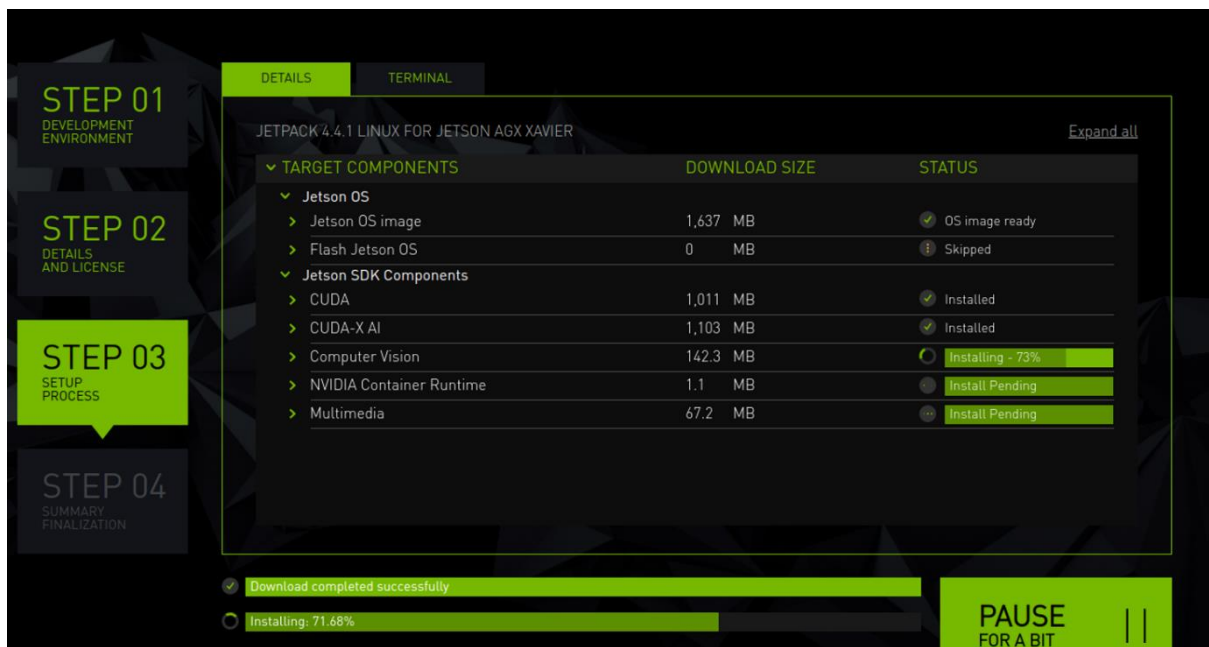 STEP 01
DEVELOPMENT
ENVIRONMENT
STEP 02
DETAILS
AND LICENSE
STEP 03
SETUP
PROCESS
STEP 04
SUMMARY
FINALIZATION
DETAILS TERMINAL
JETPACK 4.4.1 LINUX FOR JETSON AGX XAVIER Expand all
TARGET COMPONENTS DOWNLOAD SIZE STATUS
Jetson OS
Jetson OS image 1,637 MB OS image ready
Flash Jetson OS 0 MB Skipped
Jetson SDK Components
CUDA 1,011 MB Installed
CUDA-X AI 1,103 MB Installed
Computer Vision 142.3 MB Installing - 73%
NVIDIA Container Runtime 1.1 MB Install Pending
Multimedia 67.2 MB Install Pending
Download completed successfully
Installing: 71.68%
PAUSE
FOR A BIT